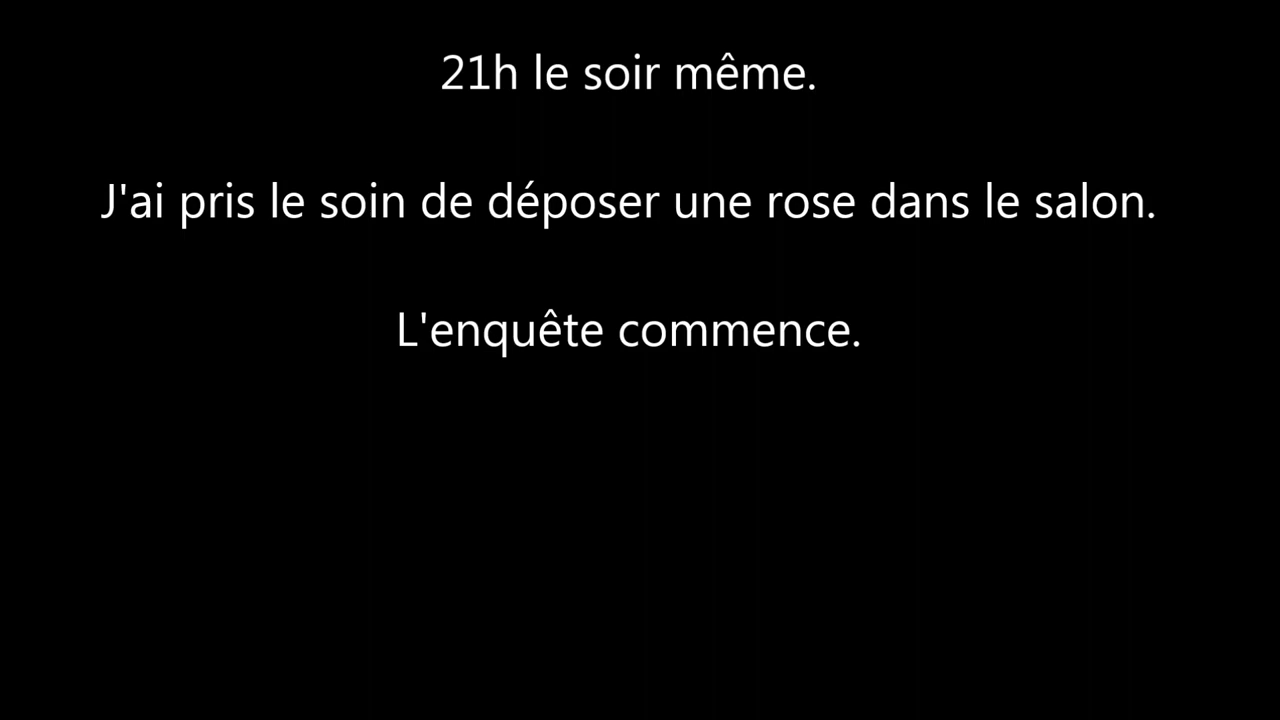 21h le soir même.
J'ai pris le soin de déposer une rose dans le salon.
L'enquête commence.